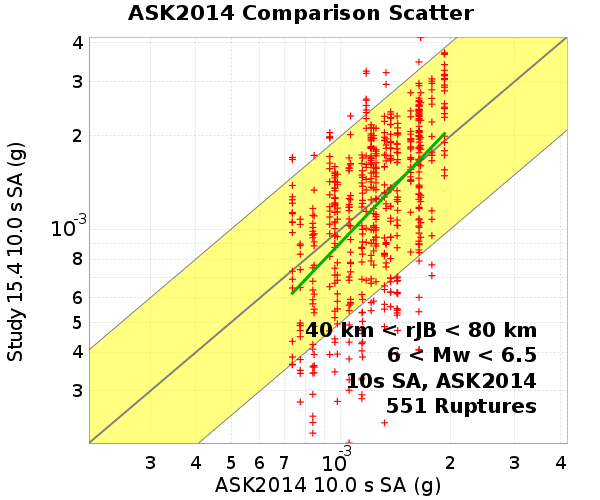 ASK2014 Comparison Scatter
4
3
2
10-3
8
6
5
4
3
Study 15.4 10.0 s SA (g)
40 km < rJB < 80 km
6 < Mw < 6.5
10s SA, ASK2014
551 Ruptures
3 4 5 6 7 10-3 2 3 4
ASK2014 10.0 s SA (g)